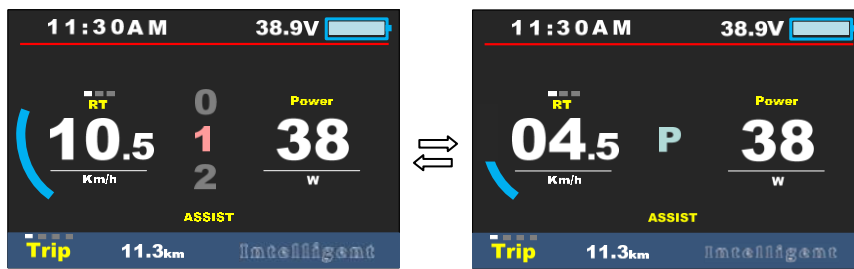 11:30AM 38.9V
RT 0 Power
10.5 1 38
Km/h 2 W
ASSIST
Trip 11.3km Intelligent
11:30AM 38.9V
RT Power
04.5 P 38
Km/h W
ASSIST
Trip 11.3km Intelligent